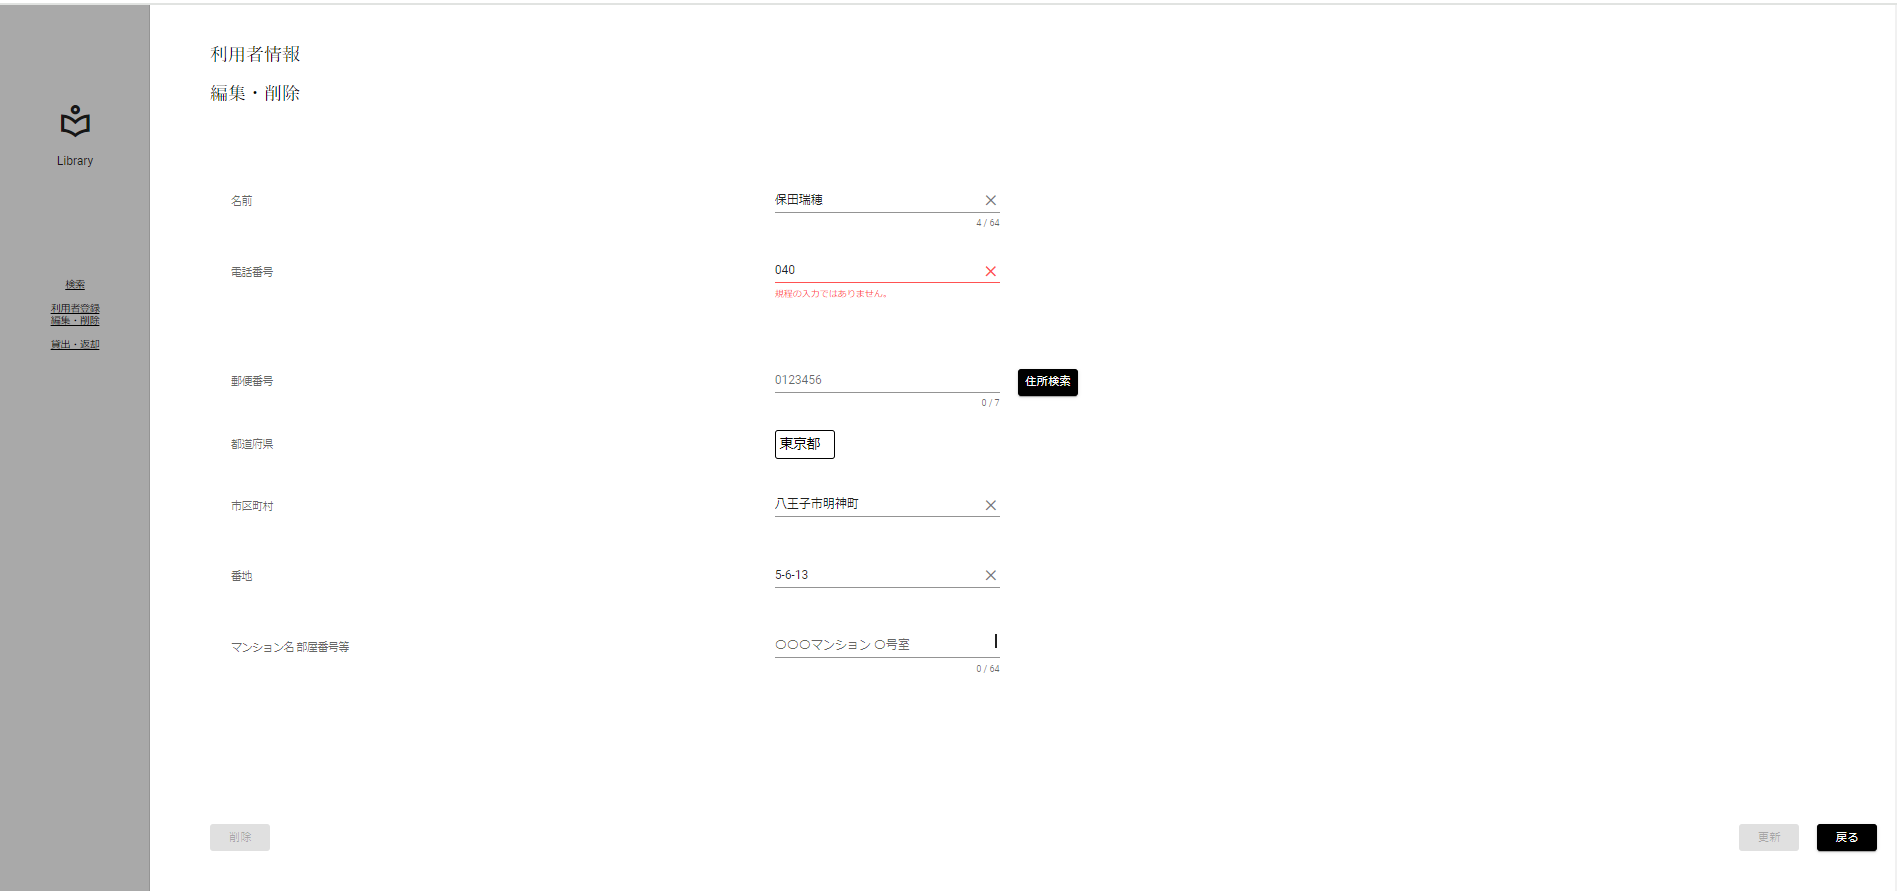 利用者情報
編集・削除
Library
検索
利用者登録
編集・削除
貸出・返却
名前
保田瑞穂
4 / 64
電話番号
040
規程の入力ではありません。
郵便番号
0123456
住所検索
0 / 7
都道府県
東京都
市区町村
八王子市明神町
番地
5-6-13
マンション名 部屋番号等
〇〇〇マンション 〇号室
0 / 64
削除
更新
戻る